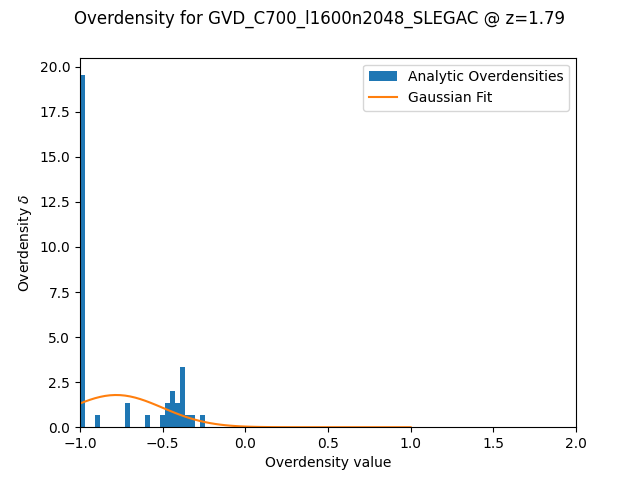 Overdensity for GVD_C700_l1600n2048_SLEGAC @ z=1.79
Analytic Overdensities
Gaussian Fit
Overdensity δ
20.0
17.5
15.0
12.5
10.0
7.5
5.0
2.5
0.0
−1.0 −0.5 0.0 0.5 1.0 1.5 2.0
Overdensity value